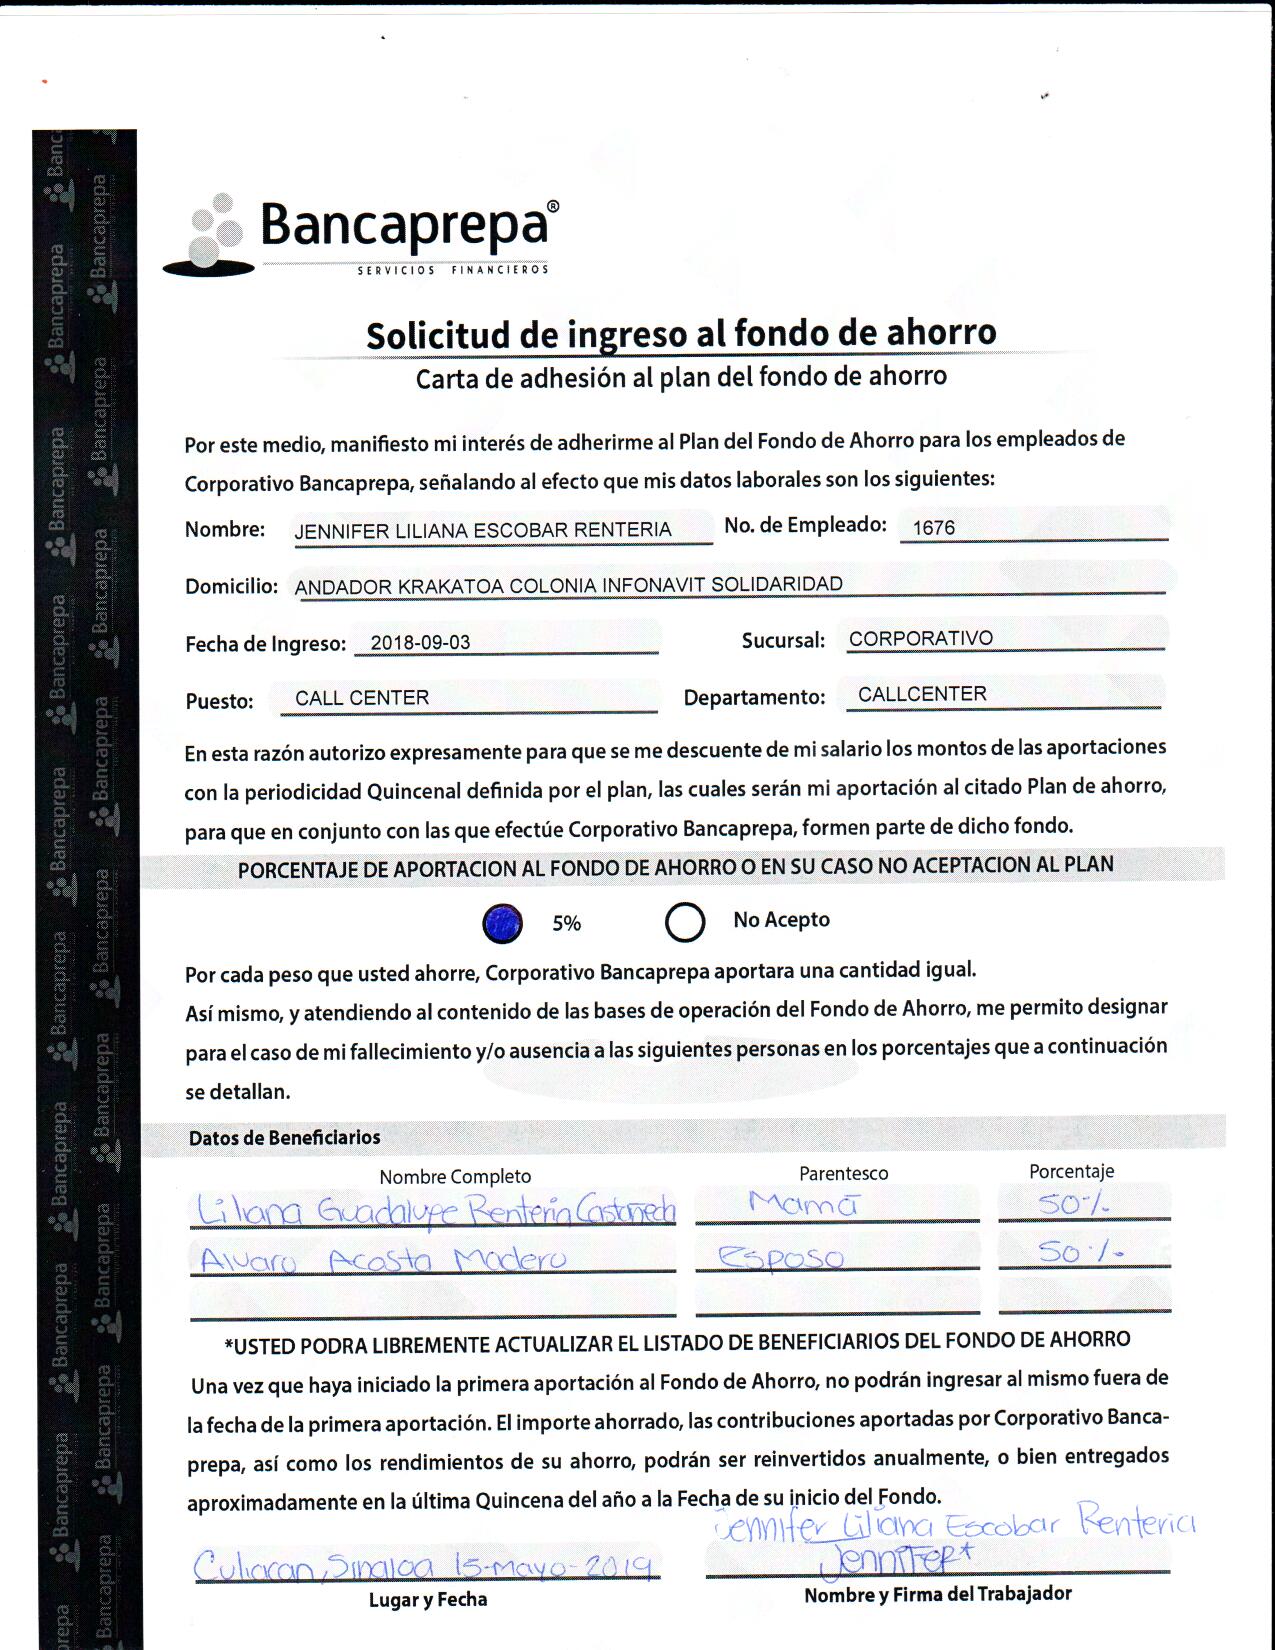 Bancaprepa®
SERVICIOS FINANCIEROS
Solicitud de ingreso al fondo de ahorro
Carta de adhesión al plan del fondo de ahorro
Por este medio, manifiesto mi interés de adherirme al Plan del Fondo de Ahorro para los empleados de
Corporativo Bancaprepa, señalando al efecto que mis datos laborales son los siguientes:
Nombre: JENNIFER LILIANA ESCOBAR RENTERIA No. de Empleado: 1676
Domicilio: ANDADOR KRAKATOA COLONIA INFONAVIT SOLIDARIDAD
Fecha de Ingreso: 2018-09-03 Sucursal: CORPORATIVO
Puesto: CALL CENTER Departamento: CALLCENTER
En esta razón autorizo expresamente para que se me descuente de mi salario los montos de las aportaciones
con la periodicidad Quincenal definida por el plan, las cuales serán mi aportación al citado Plan de ahorro,
para que en conjunto con las que efectúe Corporativo Bancaprepa, formen parte de dicho fondo.
PORCENTAJE DE APORTACION AL FONDO DE AHORRO O EN SU CASO NO ACEPTACION AL PLAN
5% No Acepto
Por cada peso que usted ahorre, Corporativo Bancaprepa aportara una cantidad igual.
Así mismo, y atendiendo al contenido de las bases de operación del Fondo de Ahorro, me permito designar
para el caso de mi fallecimiento y/o ausencia a las siguientes personas en los porcentajes que a continuación
se detallan.
Datos de Beneficiarios
Nombre Completo Parentesco Porcentaje
Liliana Guadalupe Renteria Castañeda Mamá 50%
Alvaro Acosta Madero Esposo 50%
*USTED PODRA LIBREMENTE ACTUALIZAR EL LISTADO DE BENEFICIARIOS DEL FONDO DE AHORRO
Una vez que haya iniciado la primera aportación al Fondo de Ahorro, no podrán ingresar al mismo fuera de
la fecha de la primera aportación. El importe ahorrado, las contribuciones aportadas por Corporativo Banca-
prepa, así como los rendimientos de su ahorro, podrán ser reinvertidos anualmente, o bien entregados
aproximadamente en la última Quincena del año a la Fecha de su inicio del Fondo.
Jennifer Liliana Escobar Renteria
Culiacan, Sinaloa 15-mayo-2019 Jennifer*
Lugar y Fecha Nombre y Firma del Trabajador